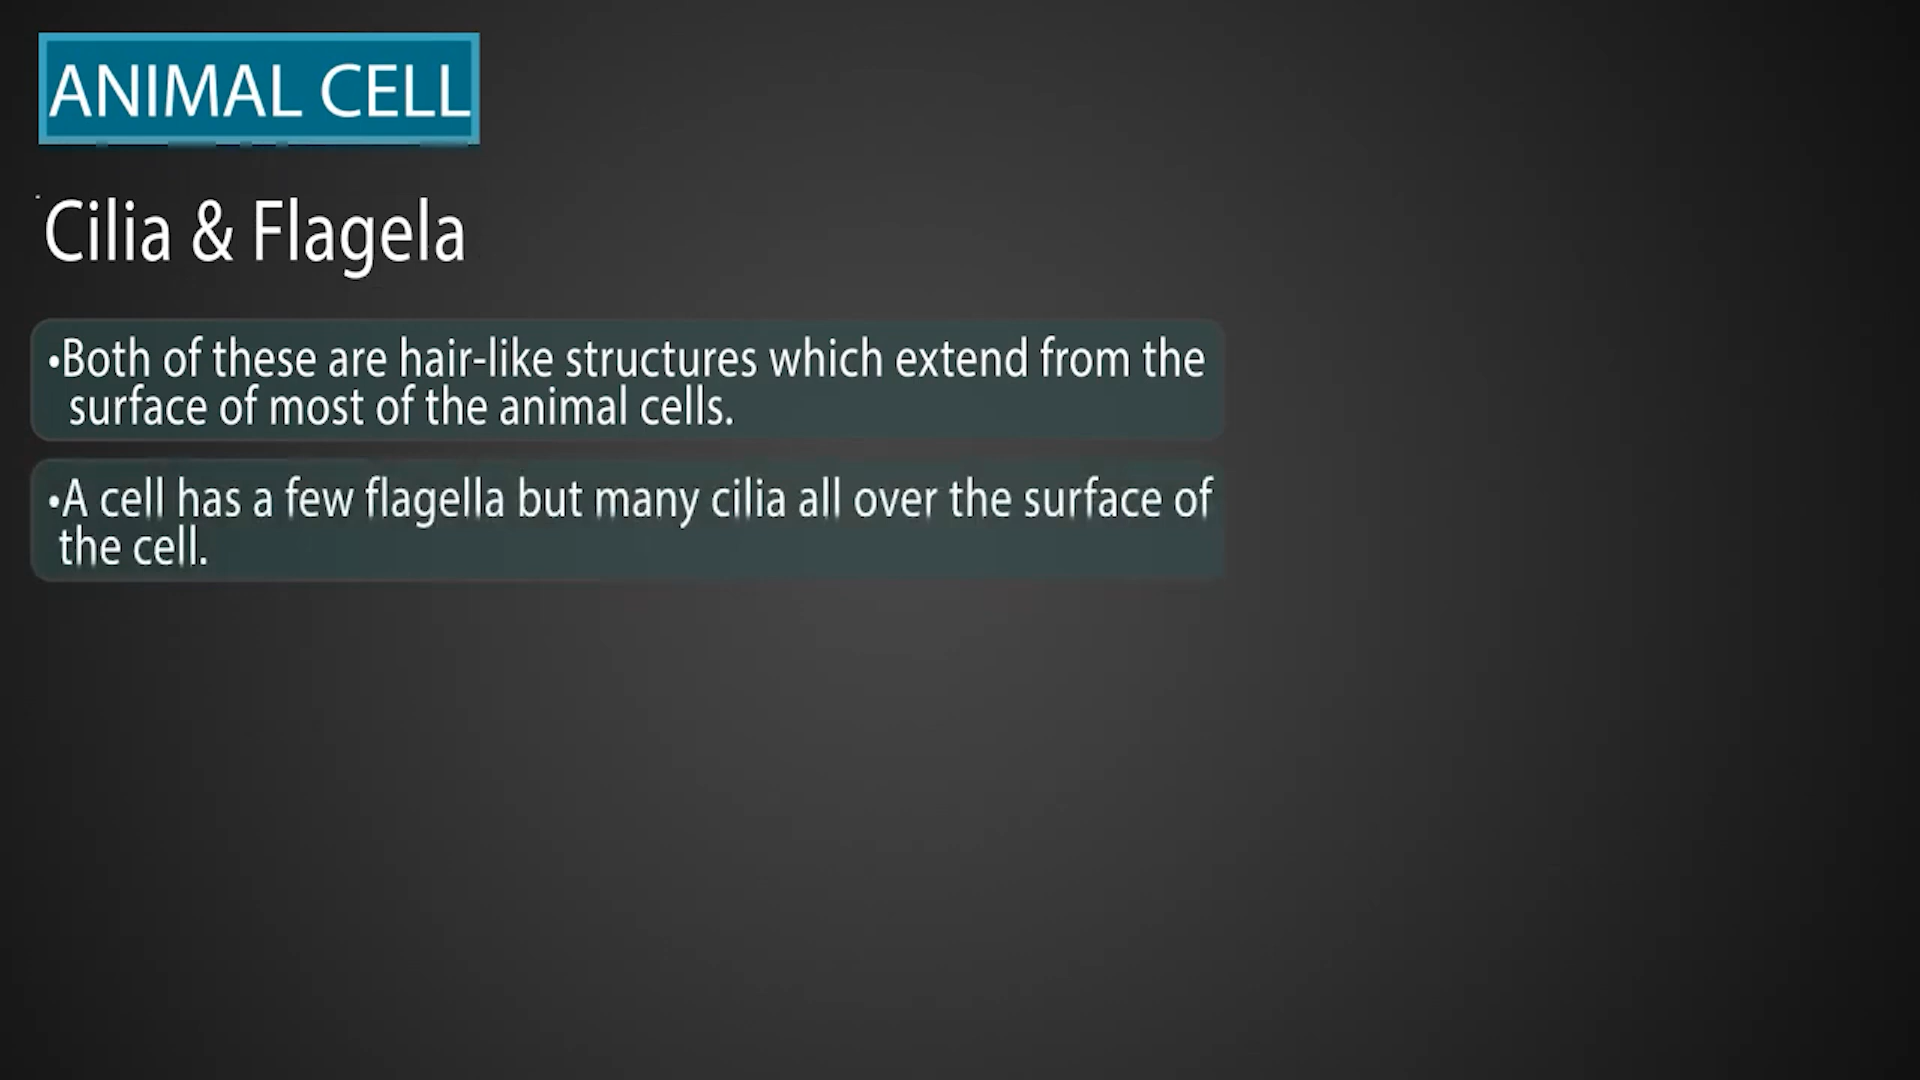 ANIMAL CELL
Cilia & Flagela
•Both of these are hair-like structures which extend from the
surface of most of the animal cells.
•A cell has a few flagella but many cilia all over the surface of
the cell.